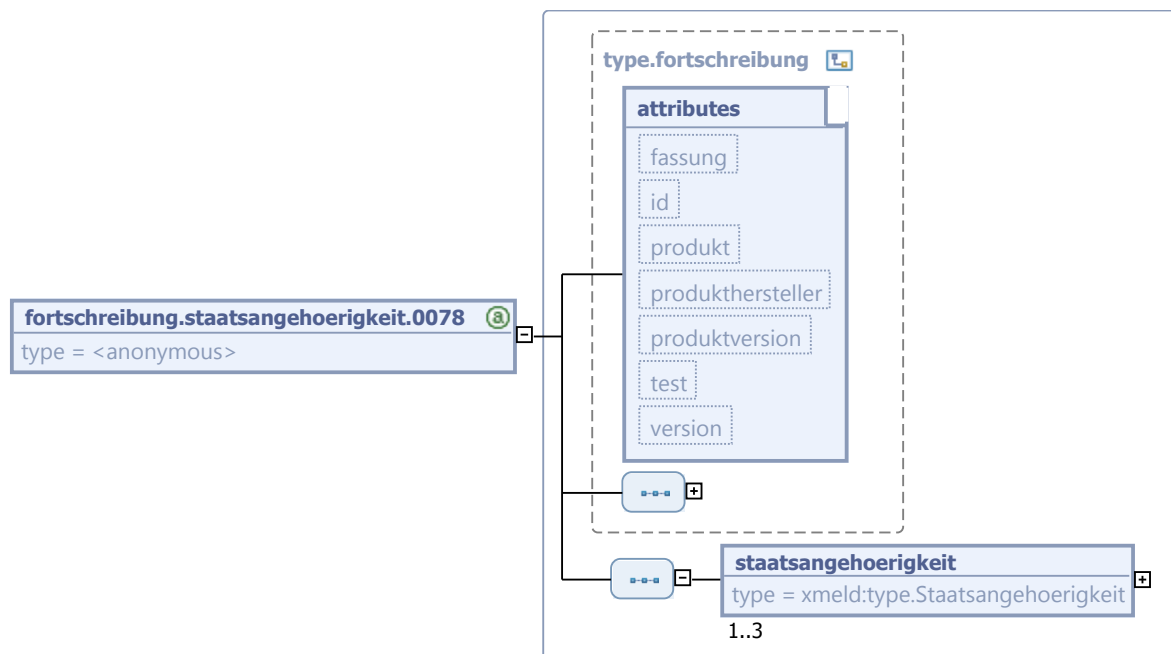 type.fortschreibung
attributes
fassung
id
produkt
produkthersteller
produktversion
test
version
fortschreibung.staatsangehoerigkeit.0078 a
type = <anonymous>
staatsangehoerigkeit
type = xmeld:type.Staatsangehoerigkeit
1..3